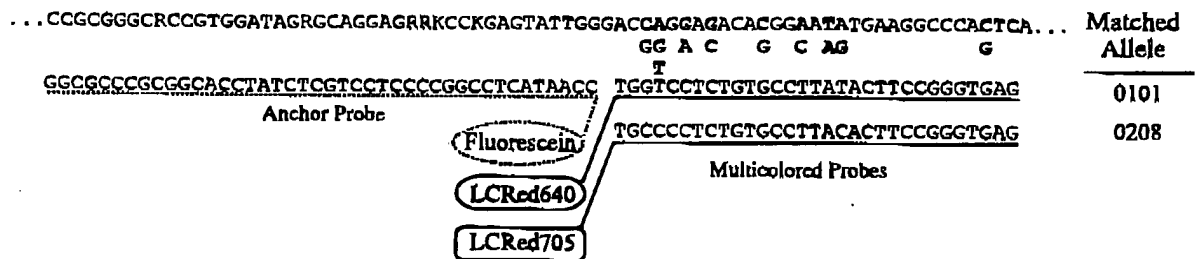 ...CCGCGGGCRCCGTGGATAGRGCAGGAGRRKCCKGAGTATTGGGACCAGGAGACACGGAATATGAAGGCCCACTCA... Matched
GG A C G C AG G Allele
T
GGCGCCCGCGGCACCTATCTCGTCCTCCCCGGCCTCATAACC TGGTCCTCTGTGCCTTATACTTCCGGGTGAG 0101
Anchor Probe
Fluorescein TGCCCCTCTGTGCCTTACACTTCCGGGTGAG 0208
LCRed640 Multicolored Probes
LCRed705